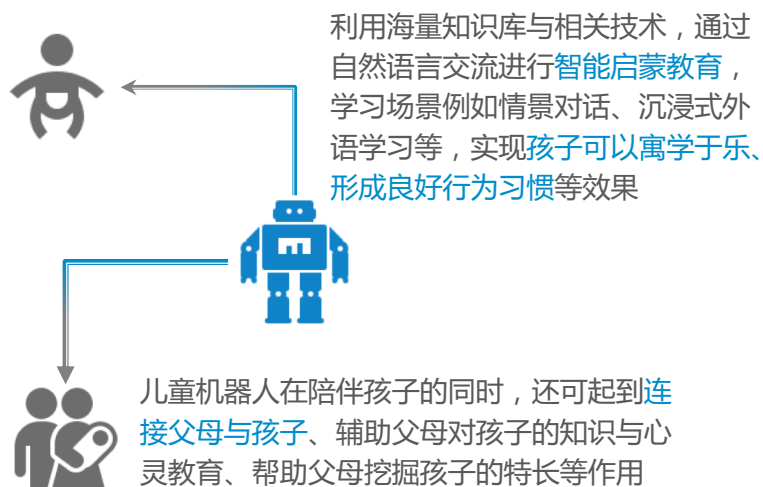 利用海量知识库与相关技术，通过
自然语言交流进行智能启蒙教育，
学习场景例如情景对话、沉浸式外
语学习等，实现孩子可以寓学于乐、
形成良好行为习惯等效果
儿童机器人在陪伴孩子的同时，还可起到连
接父母与孩子、辅助父母对孩子的知识与心
灵教育、帮助父母挖掘孩子的特长等作用